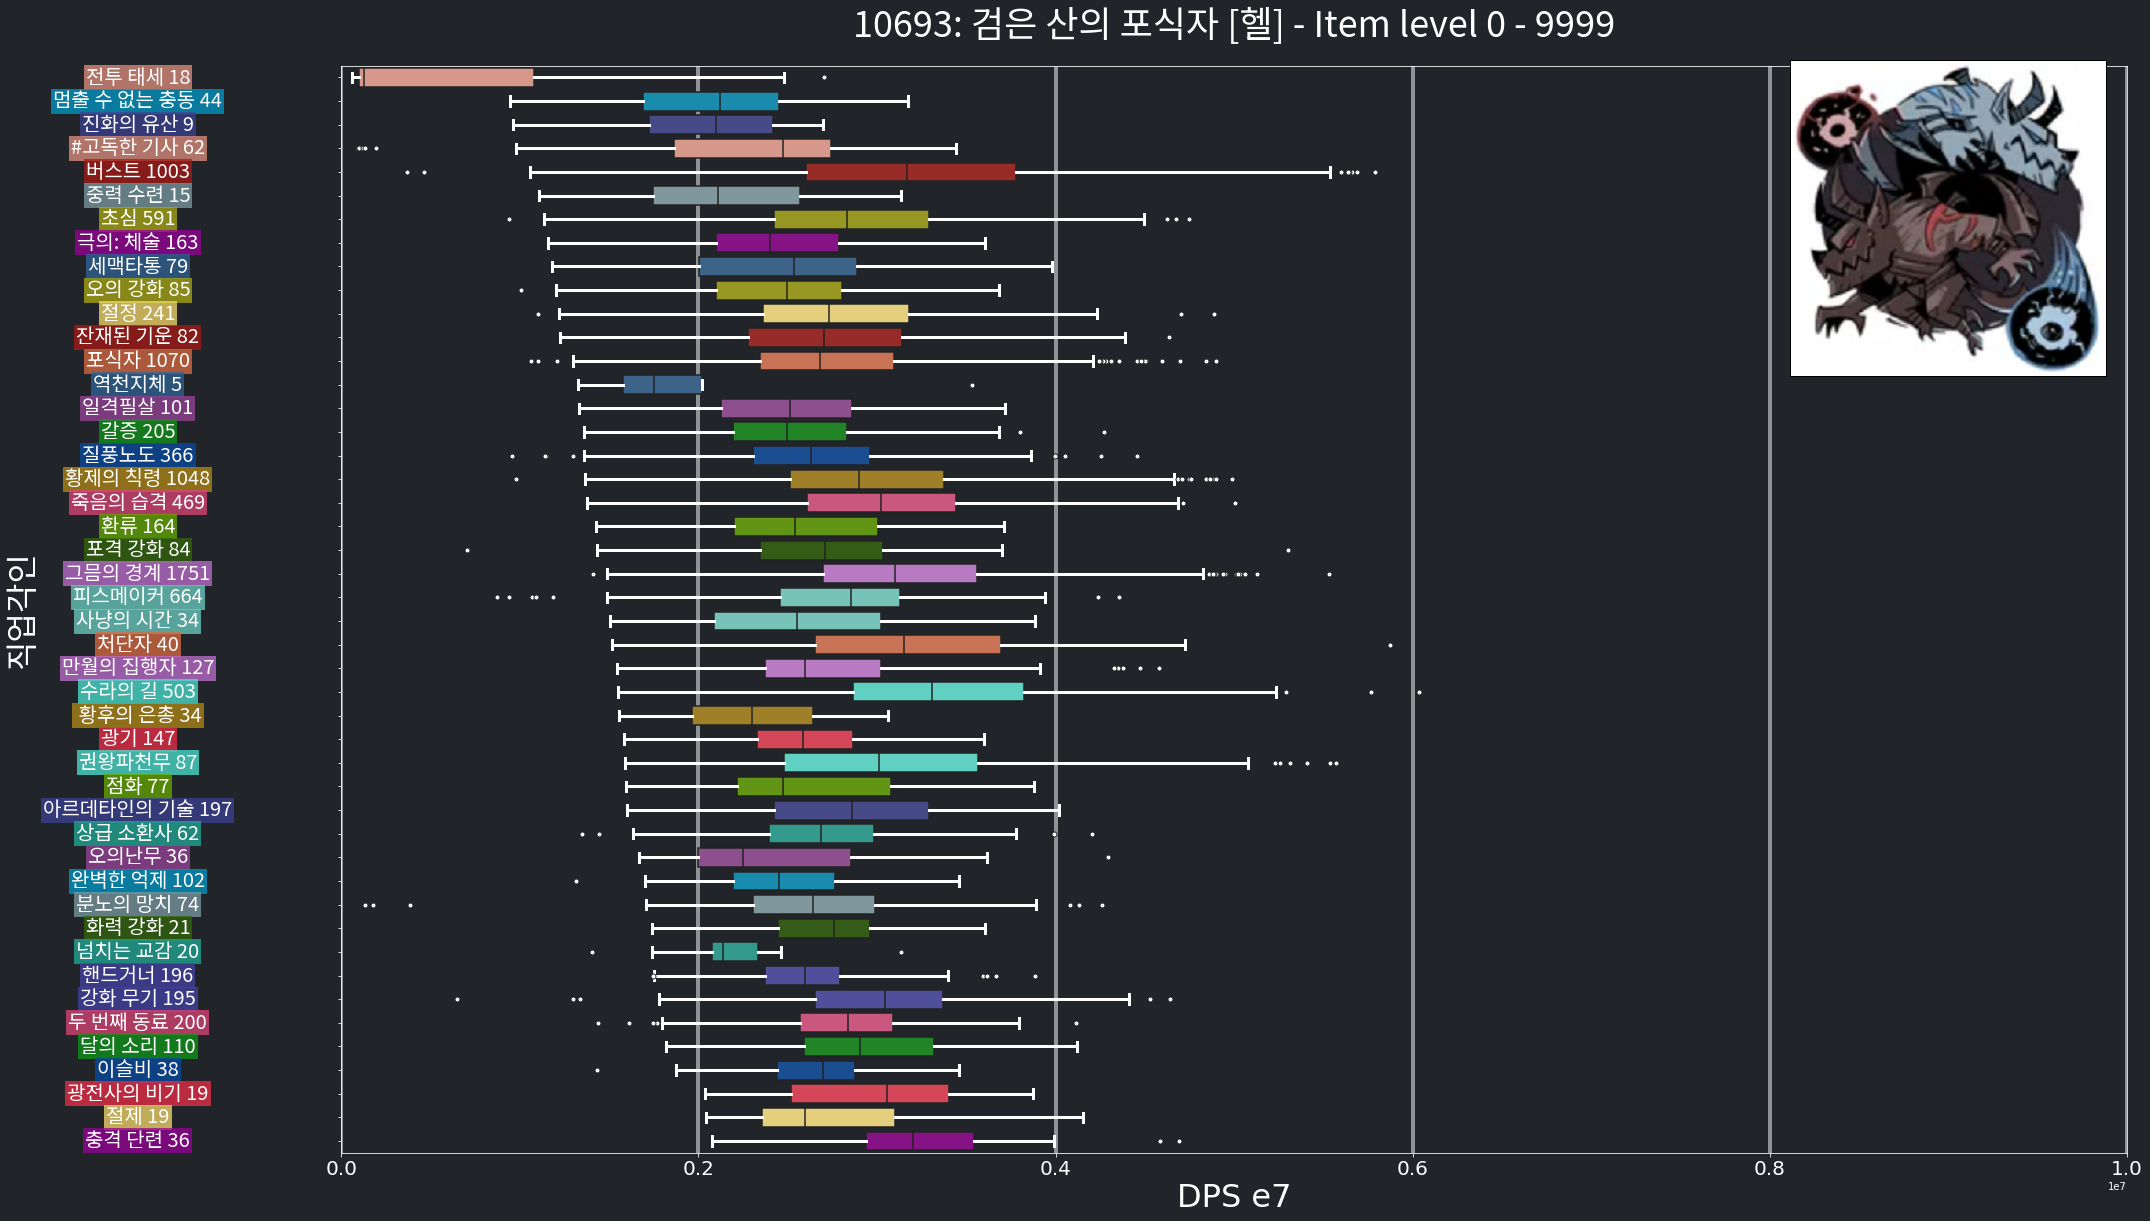 10693: 검은 산의 포식자 [헬] - Item level 0 - 9999
직업각인
전투 태세 18
멈출 수 없는 충동 44
진화의 유산 9
#고독한 기사 62
버스트 1003
중력 수련 15
초심 591
극의: 체술 163
세맥타통 79
오의 강화 85
절정 241
잔재된 기운 82
포식자 1070
역천지체 5
일격필살 101
갈증 205
질풍노도 366
황제의 칙령 1048
죽음의 습격 469
환류 164
포격 강화 84
그믐의 경계 1751
피스메이커 664
사냥의 시간 34
처단자 40
만월의 집행자 127
수라의 길 503
황후의 은총 34
광기 147
권왕파천무 87
점화 77
아르데타인의 기술 197
상급 소환사 62
오의난무 36
완벽한 억제 102
분노의 망치 74
화력 강화 21
넘치는 교감 20
핸드거너 196
강화 무기 195
두 번째 동료 200
달의 소리 110
이슬비 38
광전사의 비기 19
절제 19
충격 단련 36
0.0 0.2 0.4 0.6 0.8 1.0
1e7
DPS e7